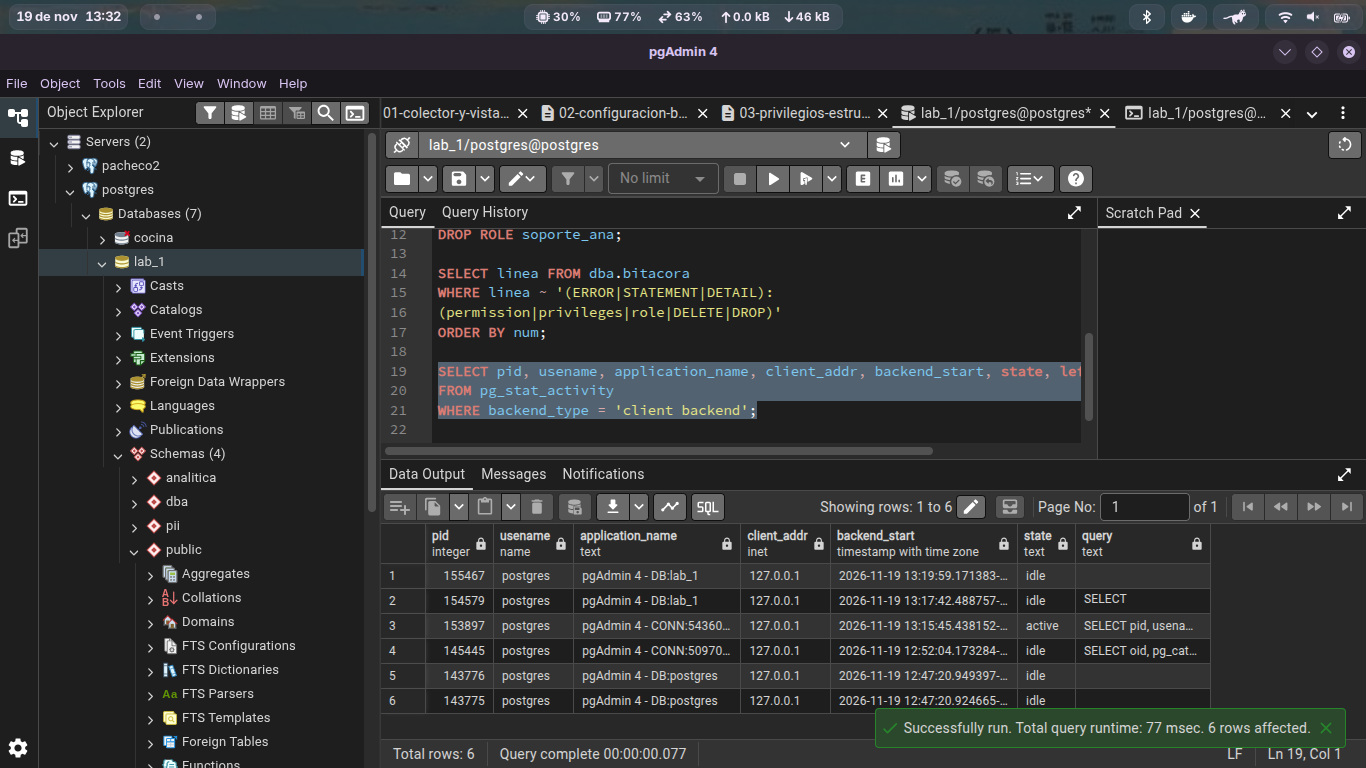 19 de nov 13:32
30% 77% 63% 0.0 kB 46 kB
pgAdmin 4
File Object Tools Edit View Window Help
Object Explorer
Servers (2)
pacheco2
postgres
Databases (7)
cocina
lab_1
Casts
Catalogs
Event Triggers
Extensions
Foreign Data Wrappers
Languages
Publications
Schemas (4)
analitica
dba
pii
public
Aggregates
Collations
Domains
FTS Configurations
FTS Dictionaries
Aa FTS Parsers
FTS Templates
Foreign Tables
Functions
01-colector-y-vista... 02-configuracion-b... 03-privilegios-estru... lab_1/postgres@postgres* lab_1/postgres@...
lab_1/postgres@postgres
No limit
E
Query Query History
Scratch Pad
12 DROP ROLE soporte_ana;
13
14 SELECT linea FROM dba.bitacora
15 WHERE linea ~ '(ERROR|STATEMENT|DETAIL):
16 (permission|privileges|role|DELETE|DROP)'
17 ORDER BY num;
18
19 SELECT pid, usename, application_name, client_addr, backend_start, state, lef
20 FROM pg_stat_activity
21 WHERE backend_type = 'client backend';
22
Data Output Messages Notifications
SQL Showing rows: 1 to 6 Page No: 1 of 1
pid integer usename name application_name text client_addr inet backend_start timestamp with time zone state text query text
1 155467 postgres pgAdmin 4 - DB:lab_1 127.0.0.1 2026-11-19 13:19:59.171383-... idle
2 154579 postgres pgAdmin 4 - DB:lab_1 127.0.0.1 2026-11-19 13:17:42.488757-... idle SELECT
3 153897 postgres pgAdmin 4 - CONN:54360... 127.0.0.1 2026-11-19 13:15:45.438152-... active SELECT pid, usena...
4 145445 postgres pgAdmin 4 - CONN:50970... 127.0.0.1 2026-11-19 12:52:04.173284-... idle SELECT oid, pg_cat...
5 143776 postgres pgAdmin 4 - DB:postgres 127.0.0.1 2026-11-19 12:47:20.949397-... idle
6 143775 postgres pgAdmin 4 - DB:postgres 127.0.0.1 2026-11-19 12:47:20.924665-... idle
Successfully run. Total query runtime: 77 msec. 6 rows affected.
Total rows: 6 Query complete 00:00:00.077 LF Ln 19, Col 1